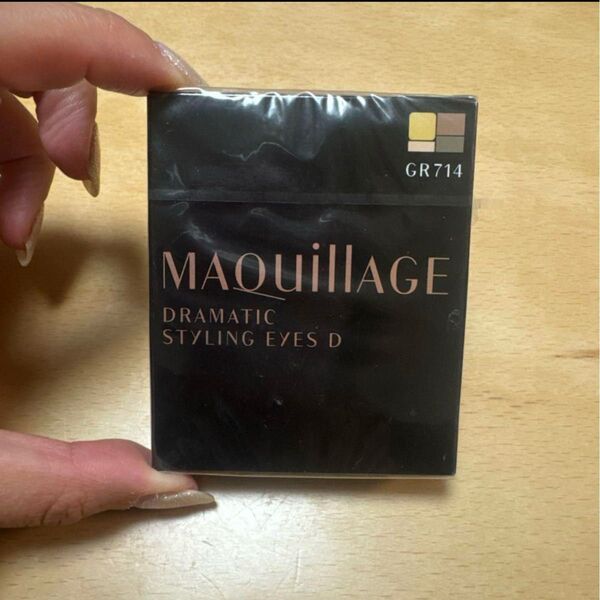 GR714
MAQuillAGE
DRAMATIC
STYLING EYES D